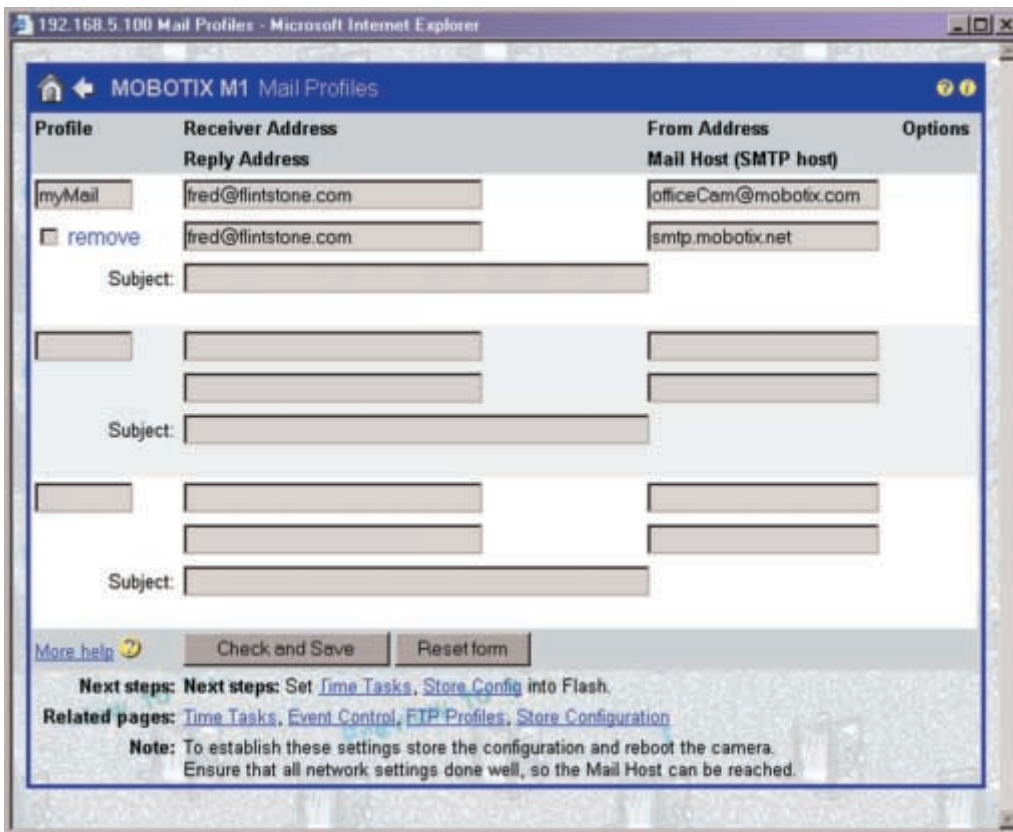 192.168.5.100 Mail Profiles - Microsoft Internet Explorer
MOBOTIX M1 Mail Profiles
Profile Receiver Address From Address Options
Reply Address Mail Host (SMTP host)
myMail fred@flintstone.com officeCam@mobotix.com
remove fred@flintstone.com smtp.mobotix.net
Subject:
Subject:
Subject:
More help Check and Save Reset form
Next steps: Next steps: Set Time Tasks, Store Config into Flash.
Related pages: Time Tasks, Event Control, FTP Profiles, Store Configuration
Note: To establish these settings store the configuration and reboot the camera.
Ensure that all network settings done well, so the Mail Host can be reached.